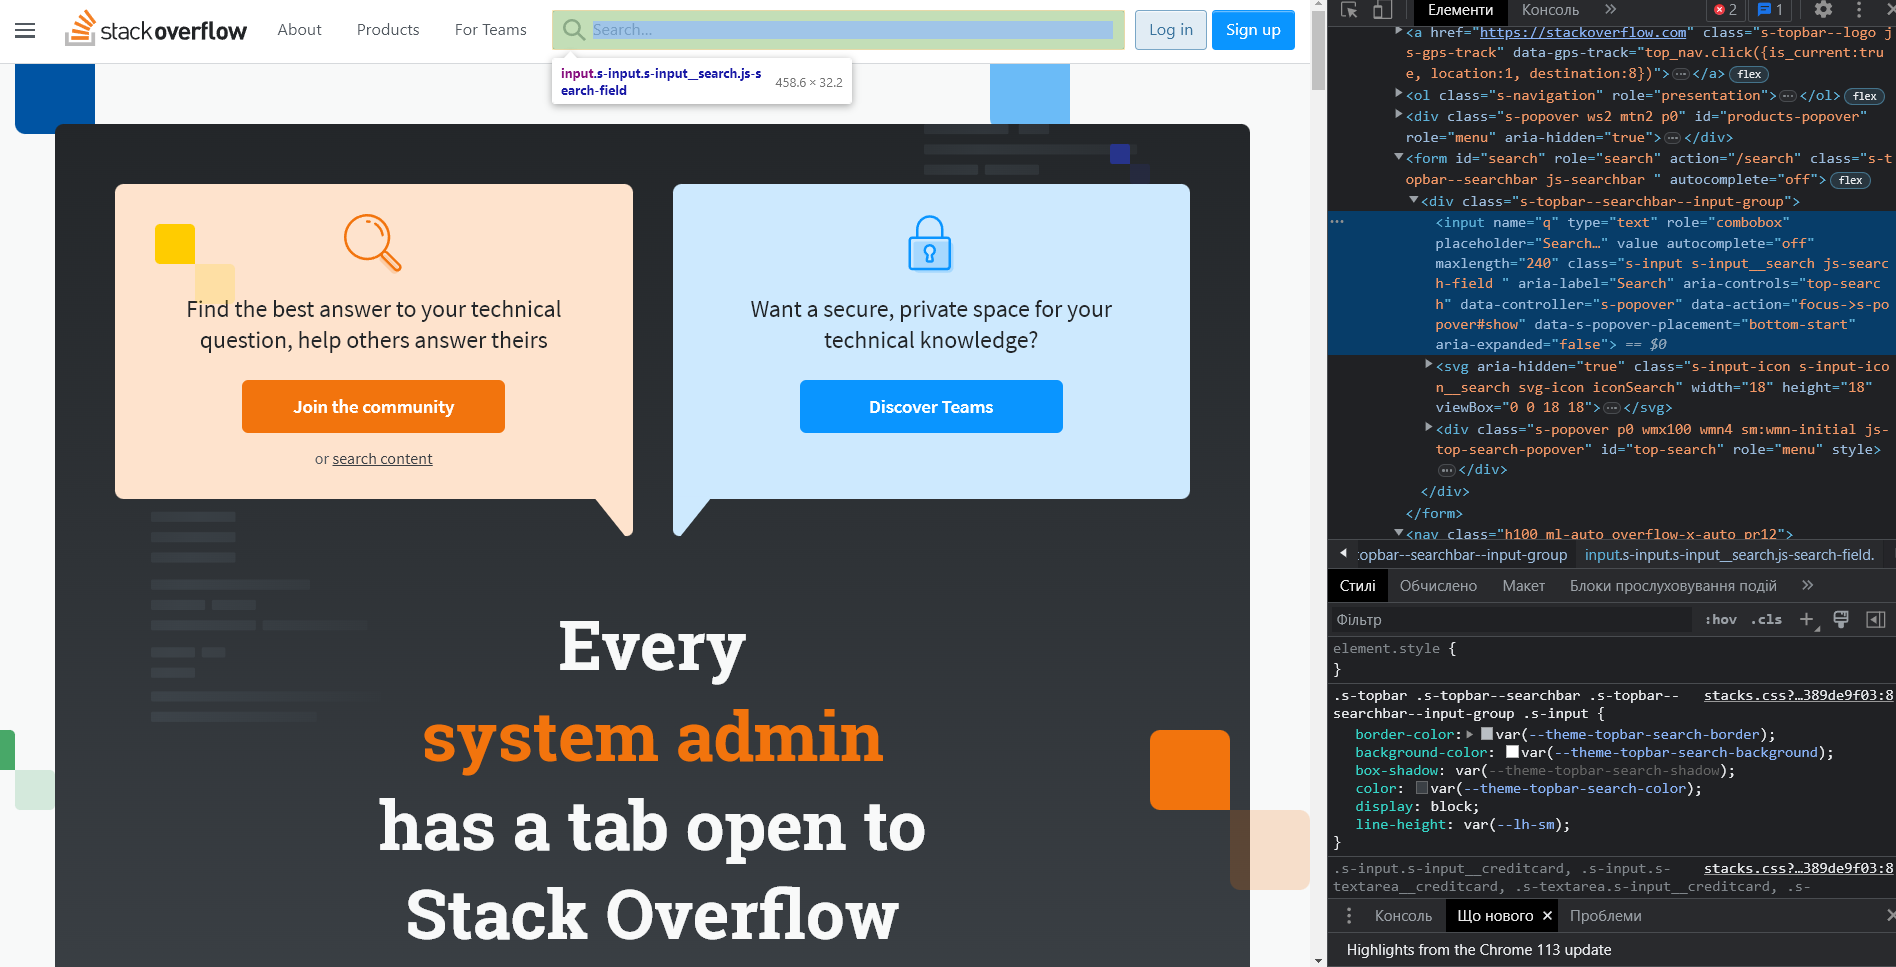 stackoverflow About Products For Teams Search… Log in Sign up
input.s-input.s-input__search.js-s
earch-field
458.6 × 32.2
Find the best answer to your technical
question, help others answer theirs
Join the community
or search content
Want a secure, private space for your
technical knowledge?
Discover Teams
Every
system admin
has a tab open to
Stack Overflow
Елементи Консоль » 2 1
<a href="https://stackoverflow.com" class="s-topbar--logo j
s-gps-track" data-gps-track="top_nav.click({is_current:tru
e, location:1, destination:8})">…</a> flex
<ol class="s-navigation" role="presentation">…</ol> flex
<div class="s-popover ws2 mtn2 p0" id="products-popover"
role="menu" aria-hidden="true">…</div>
<form id="search" role="search" action="/search" class="s-t
opbar--searchbar js-searchbar " autocomplete="off"> flex
<div class="s-topbar--searchbar--input-group">
<input name="q" type="text" role="combobox"
placeholder="Search…" value autocomplete="off"
maxlength="240" class="s-input s-input__search js-searc
h-field " aria-label="Search" aria-controls="top-searc
h" data-controller="s-popover" data-action="focus->s-po
pover#show" data-s-popover-placement="bottom-start"
aria-expanded="false"> == $0
<svg aria-hidden="true" class="s-input-icon s-input-ico
n__search svg-icon iconSearch" width="18" height="18"
viewBox="0 0 18 18">…</svg>
<div class="s-popover p0 wmx100 wmn4 sm:wmn-initial js-
top-search-popover" id="top-search" role="menu" style>
…</div>
</div>
</form>
<nav class="h100 ml-auto overflow-x-auto pr12">
opbar--searchbar--input-group input.s-input.s-input__search.js-search-field.
Стилі Обчислено Макет Блоки прослуховування подій »
Фільтр :hov .cls +
element.style {
}
.s-topbar .s-topbar--searchbar .s-topbar-- stacks.css?…389de9f03:8
searchbar--input-group .s-input {
border-color: var(--theme-topbar-search-border);
background-color: var(--theme-topbar-search-background);
box-shadow: var(--theme-topbar-search-shadow);
color: var(--theme-topbar-search-color);
display: block;
line-height: var(--lh-sm);
}
.s-input.s-input__creditcard, .s-input.s- stacks.css?…389de9f03:8
textarea__creditcard, .s-textarea.s-input__creditcard, .s-
Консоль Що нового × Проблеми
Highlights from the Chrome 113 update